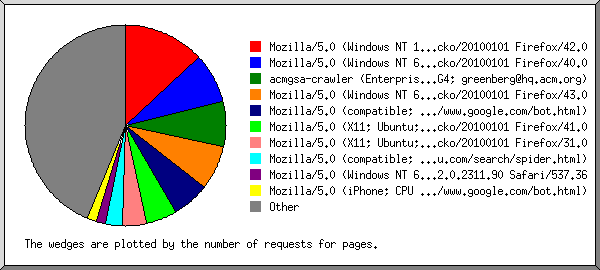 Mozilla/5.0 (Windows NT 1...cko/20100101 Firefox/42.0
Mozilla/5.0 (Windows NT 6...cko/20100101 Firefox/40.0
acmgsa-crawler (Enterpris...G4; greenberg@hq.acm.org)
Mozilla/5.0 (Windows NT 6...cko/20100101 Firefox/43.0
Mozilla/5.0 (compatible; .../www.google.com/bot.html)
Mozilla/5.0 (X11; Ubuntu;...cko/20100101 Firefox/41.0
Mozilla/5.0 (X11; Ubuntu;...cko/20100101 Firefox/31.0
Mozilla/5.0 (compatible; ...u.com/search/spider.html)
Mozilla/5.0 (Windows NT 6...2.0.2311.90 Safari/537.36
Mozilla/5.0 (iPhone; CPU .../www.google.com/bot.html)
Other
The wedges are plotted by the number of requests for pages.